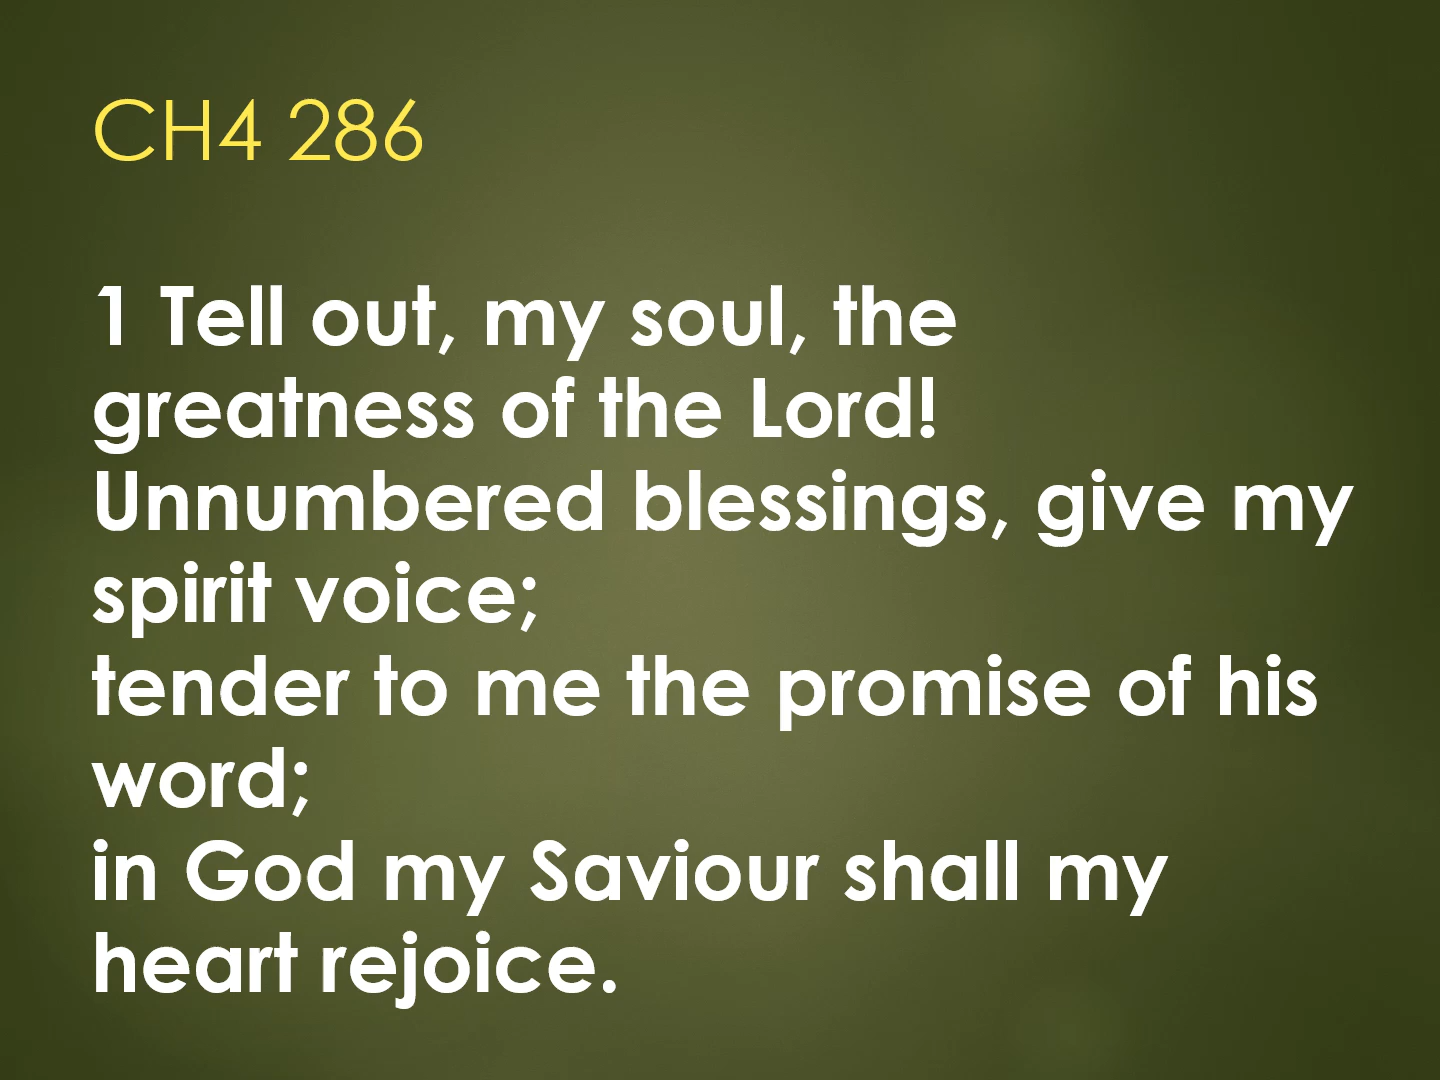 CH4 286
1 Tell out, my soul, the
greatness of the Lord!
Unnumbered blessings, give my
spirit voice;
tender to me the promise of his
word;
in God my Saviour shall my
heart rejoice.